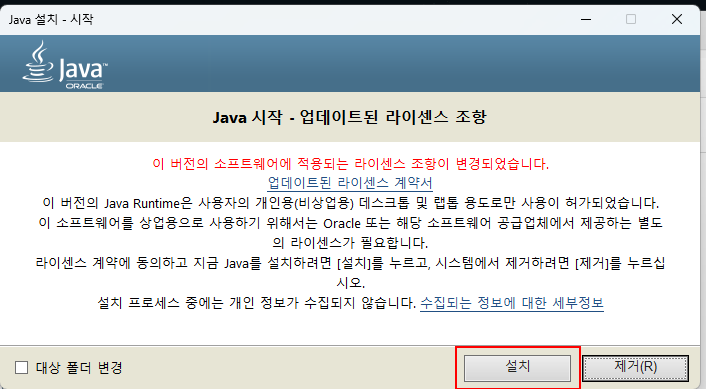 Java 설치 - 시작
Java™
ORACLE
Java 시작 - 업데이트된 라이센스 조항
이 버전의 소프트웨어에 적용되는 라이센스 조항이 변경되었습니다.
업데이트된 라이센스 계약서
이 버전의 Java Runtime은 사용자의 개인용(비상업용) 데스크톱 및 랩톱 용도로만 사용이 허가되었습니다.
이 소프트웨어를 상업용으로 사용하기 위해서는 Oracle 또는 해당 소프트웨어 공급업체에서 제공하는 별도
의 라이센스가 필요합니다.
라이센스 계약에 동의하고 지금 Java를 설치하려면 [설치]를 누르고, 시스템에서 제거하려면 [제거]를 누르십
시오.
설치 프로세스 중에는 개인 정보가 수집되지 않습니다. 수집되는 정보에 대한 세부정보
대상 폴더 변경
설치
제거(R)